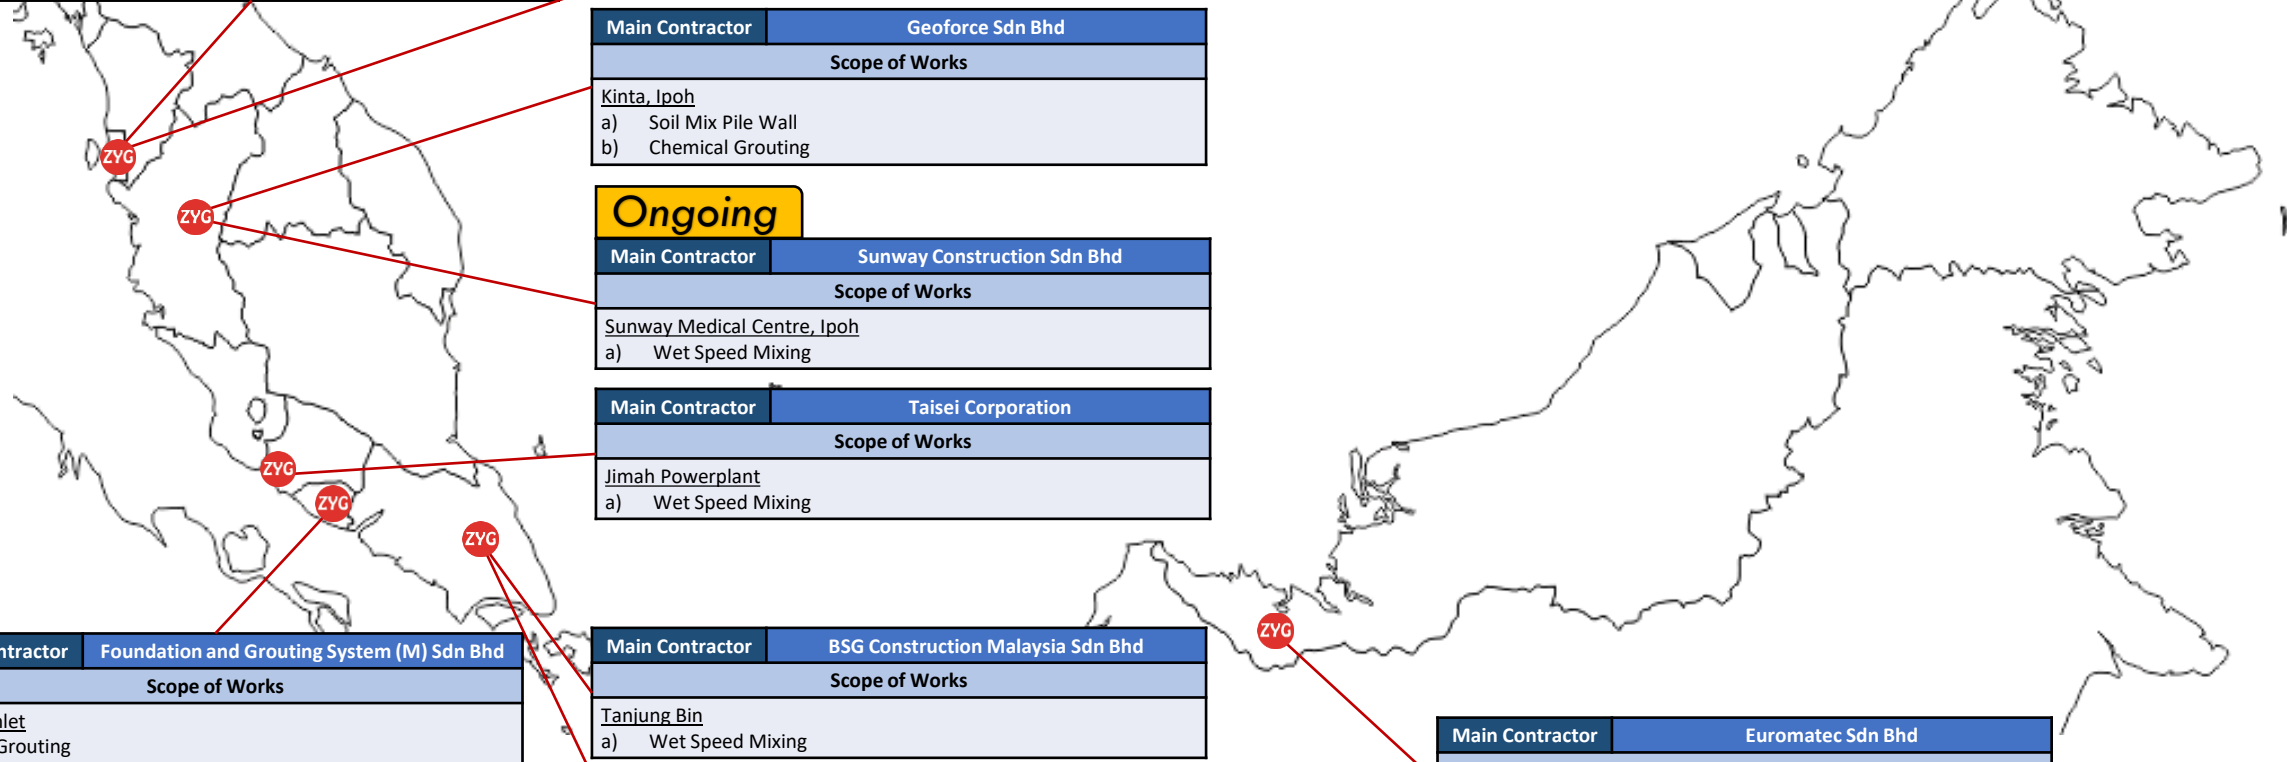 Main Contractor Geoforce Sdn Bhd
Scope of Works
Kinta, Ipoh
a) Soil Mix Pile Wall
b) Chemical Grouting
ZYG
ZYG
Ongoing
Main Contractor Sunway Construction Sdn Bhd
Scope of Works
Sunway Medical Centre, Ipoh
a) Wet Speed Mixing
Main Contractor Taisei Corporation
Scope of Works
Jimah Powerplant
a) Wet Speed Mixing
ZYG
ZYG
ZYG
ntractor Foundation and Grouting System (M) Sdn Bhd
Scope of Works
let
Grouting
Main Contractor BSG Construction Malaysia Sdn Bhd
Scope of Works
Tanjung Bin
a) Wet Speed Mixing
ZYG
Main Contractor Euromatec Sdn Bhd